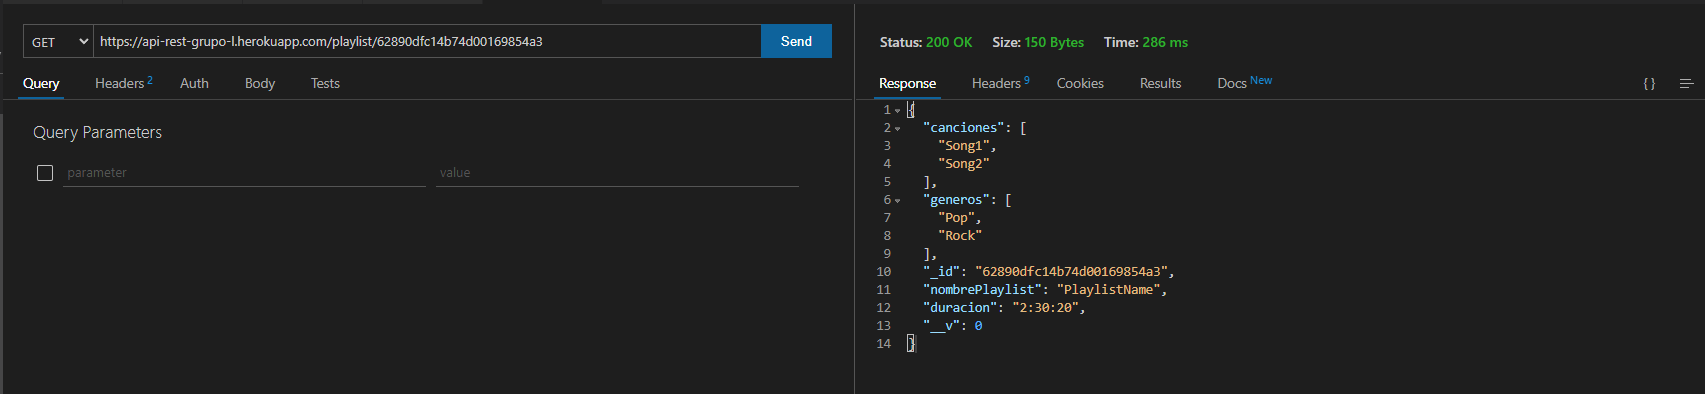 GET https://api-rest-grupo-l.herokuapp.com/playlist/62890dfc14b74d00169854a3 Send
Query Headers 2 Auth Body Tests
Query Parameters
parameter value
Status: 200 OK Size: 150 Bytes Time: 286 ms
Response Headers 9 Cookies Results Docs New { }
1 {
2 "canciones": [
3 "Song1",
4 "Song2"
5 ],
6 "generos": [
7 "Pop",
8 "Rock"
9 ],
10 "_id": "62890dfc14b74d00169854a3",
11 "nombrePlaylist": "PlaylistName",
12 "duracion": "2:30:20",
13 "__v": 0
14 }